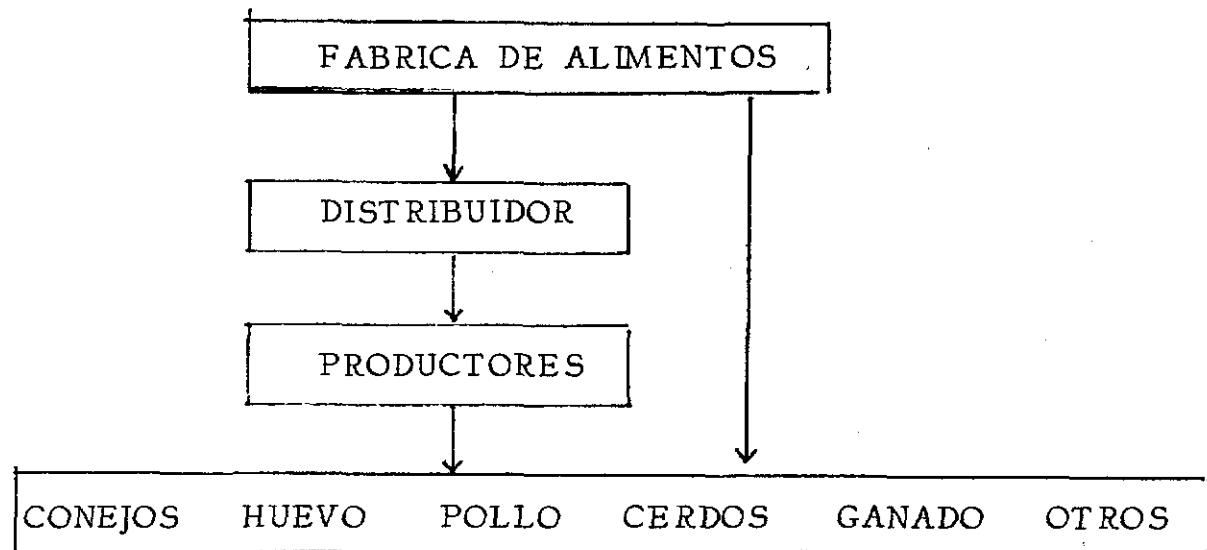 FABRICA DE ALIMENTOS
DISTRIBUIDOR
PRODUCTORES
CONEJOS HUEVO POLLO CERDOS GANADO OTROS